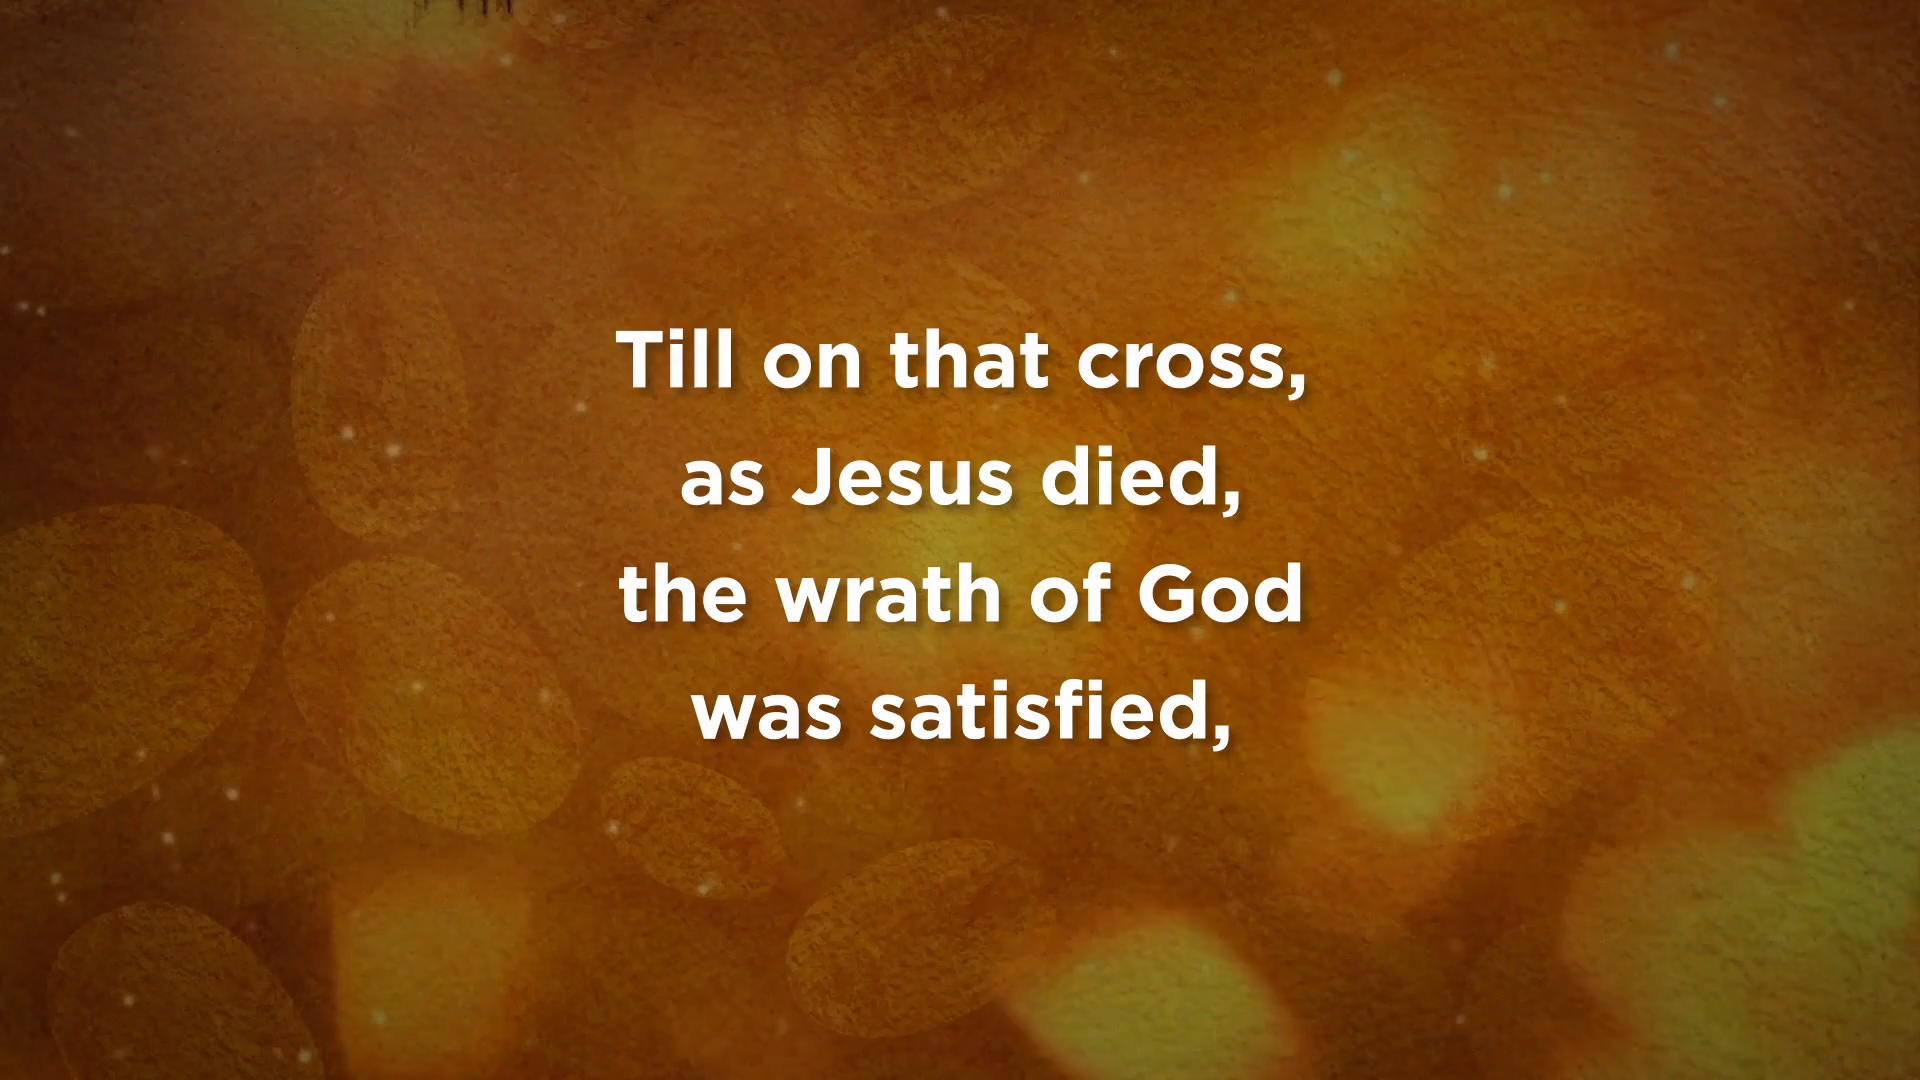 Till on that cross,
as Jesus died,
the wrath of God
was satisfied,